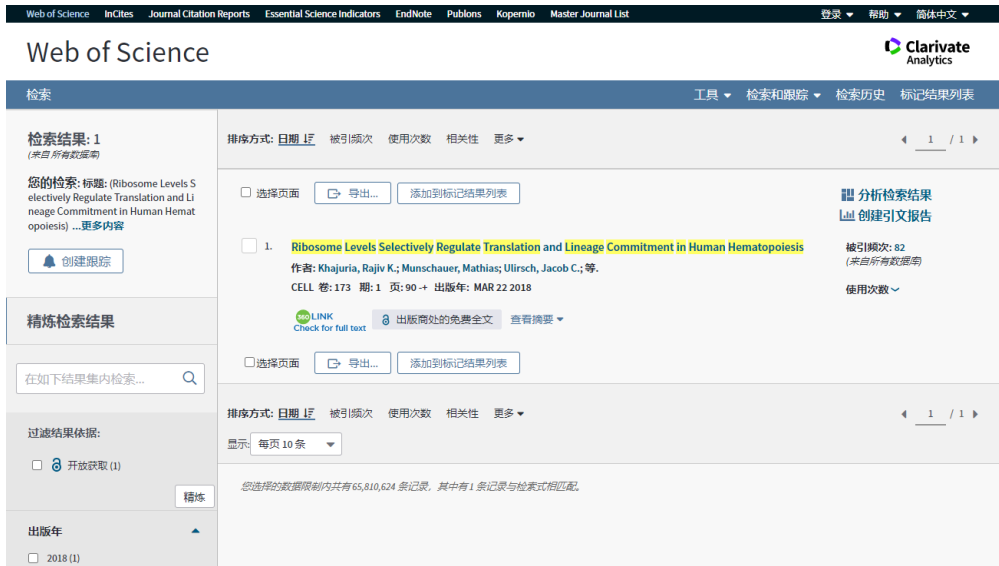 Web of Science InCites Journal Citation Reports Essential Science Indicators EndNote Publons Kopernio Master Journal List 登录 帮助 简体中文
Web of Science
Clarivate
Analytics
检索 工具 检索和跟踪 检索历史 标记结果列表
检索结果: 1
(来自 所有数据库)
您的检索: 标题: (Ribosome Levels S
electively Regulate Translation and Li
neage Commitment in Human Hemat
opoiesis) ...更多内容
创建跟踪
精炼检索结果
在如下结果集内检索...
过滤结果依据:
开放获取 (1)
精炼
出版年
2018 (1)
排序方式: 日期 被引频次 使用次数 相关性 更多 1 / 1
选择页面 导出... 添加到标记结果列表
分析检索结果
创建引文报告
1. Ribosome Levels Selectively Regulate Translation and Lineage Commitment in Human Hematopoiesis
作者: Khajuria, Rajiv K.; Munschauer, Mathias; Ulirsch, Jacob C.; 等.
CELL 卷: 173 期: 1 页: 90-+ 出版年: MAR 22 2018
360 LINK
Check for full text
出版商处的免费全文 查看摘要
被引频次: 82
(来自所有数据库)
使用次数
选择页面 导出... 添加到标记结果列表
排序方式: 日期 被引频次 使用次数 相关性 更多 1 / 1
显示: 每页 10 条
您选择的数据限制内共有 65,810,624 条记录，其中有 1 条记录与检索式相匹配。